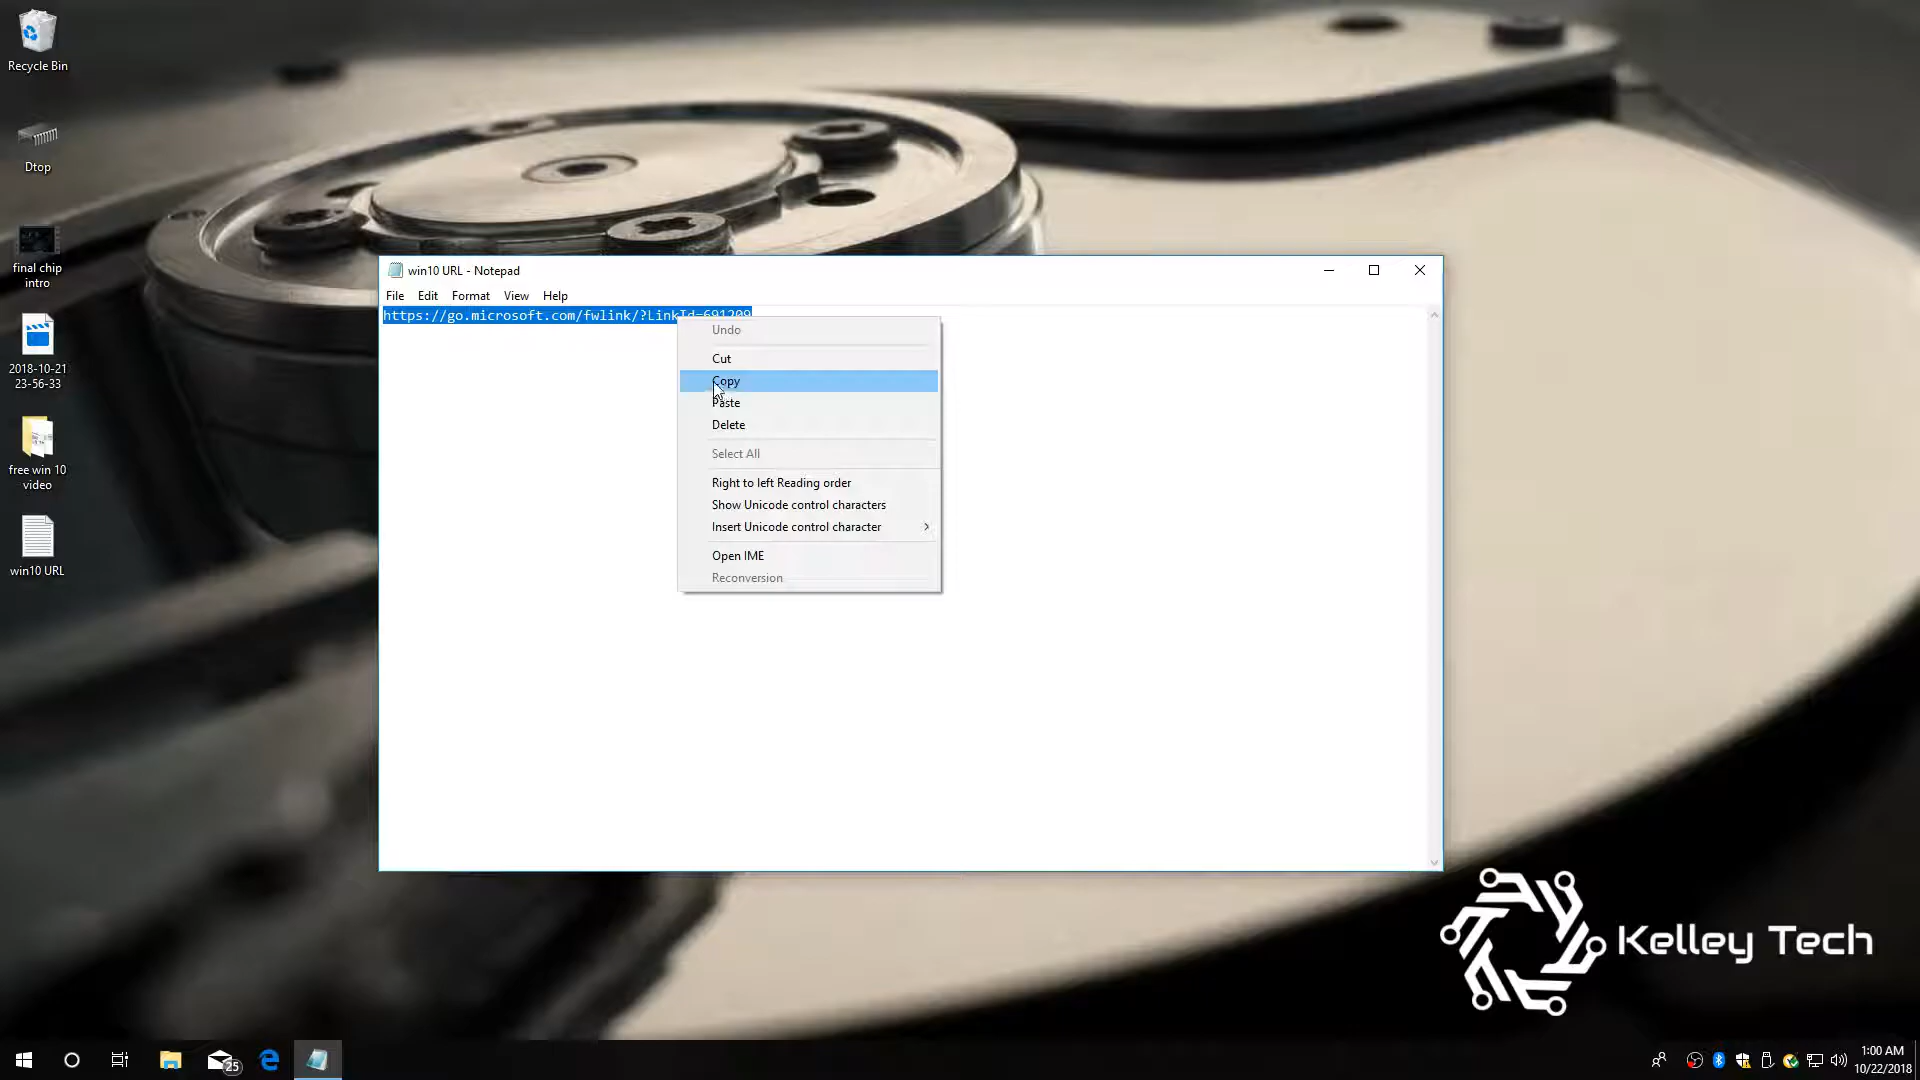 Recycle Bin
Dtop
final chip
intro
2018-10-21
23-56-33
free win 10
video
win10 URL
win10 URL - Notepad
File Edit Format View Help
https://go.microsoft.com/fwlink/?LinkId=691209
Undo
Cut
Copy
Paste
Delete
Select All
Right to left Reading order
Show Unicode control characters
Insert Unicode control character
Open IME
Reconversion
Kelley Tech
25
1:00 AM
10/22/2018